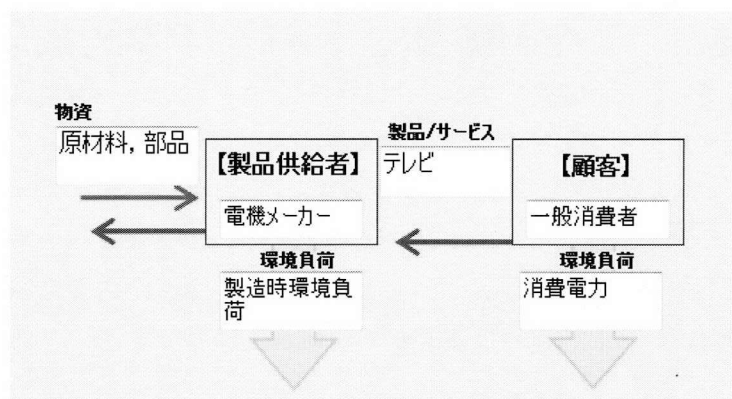 物資
原材料, 部品
【製品供給者】
電機メーカー
製品/サービス
テレビ
【顧客】
一般消費者
環境負荷
製造時環境負
荷
環境負荷
消費電力